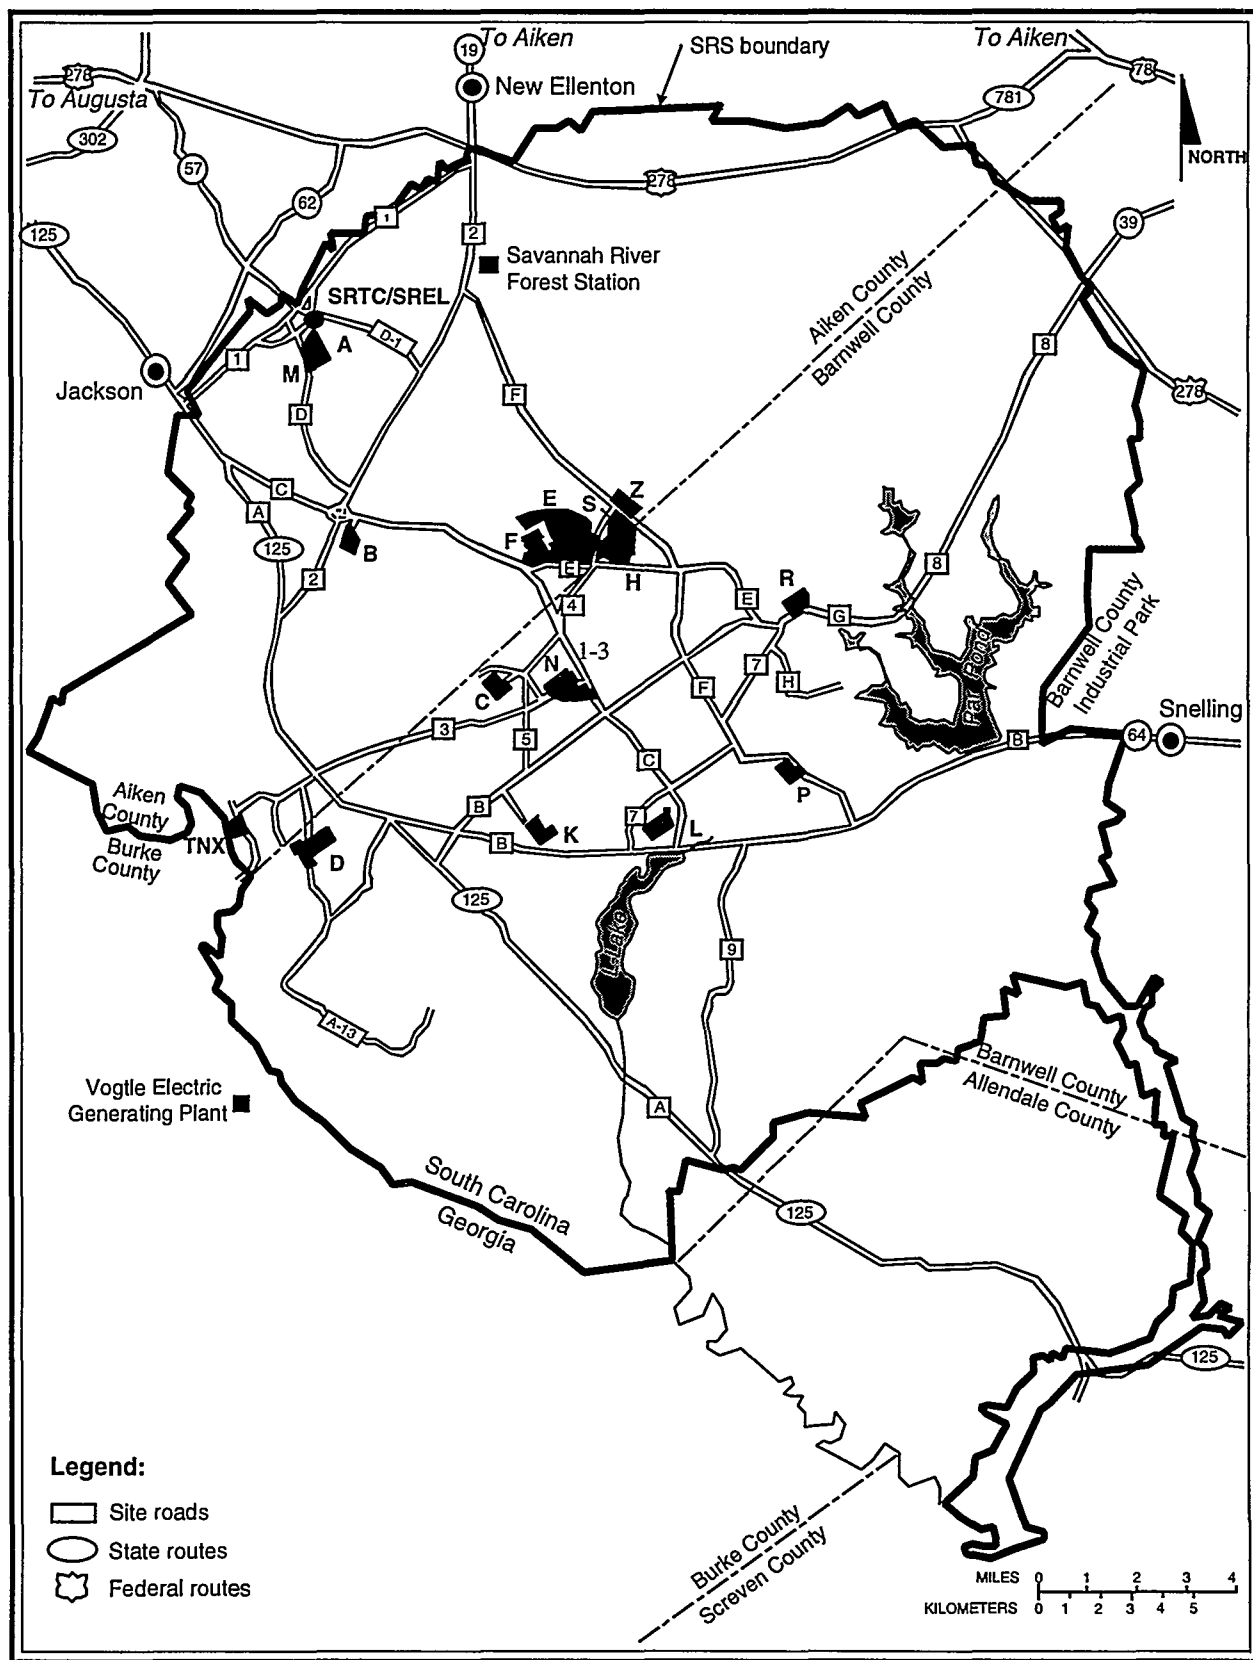 To Aiken
19
New Ellenton
SRS boundary
To Aiken
78
781
278
To Augusta
302
57
62
125
1
2
278
NORTH
39
Savannah River
Forest Station
SRTC/SREL
A
M
D-1
1
D
Jackson
F
Aiken County
Barnwell County
8
278
C
A
125
B
2
E
S
Z
F
E
H
4
1-3
N
C
3
5
R
E
G
8
7
H
F
Par Pond
Barnwell County
Industrial Park
Snelling
64
B
C
P
7
L
B
K
B
Aiken
County
Burke
County
TNX
D
125
L-Lake
9
A-13
Vogtle Electric
Generating Plant
A
Barnwell County
Allendale County
South Carolina
Georgia
125
125
Burke County
Screven County
Legend:
Site roads
State routes
Federal routes
MILES 0 1 2 3 4
KILOMETERS 0 1 2 3 4 5